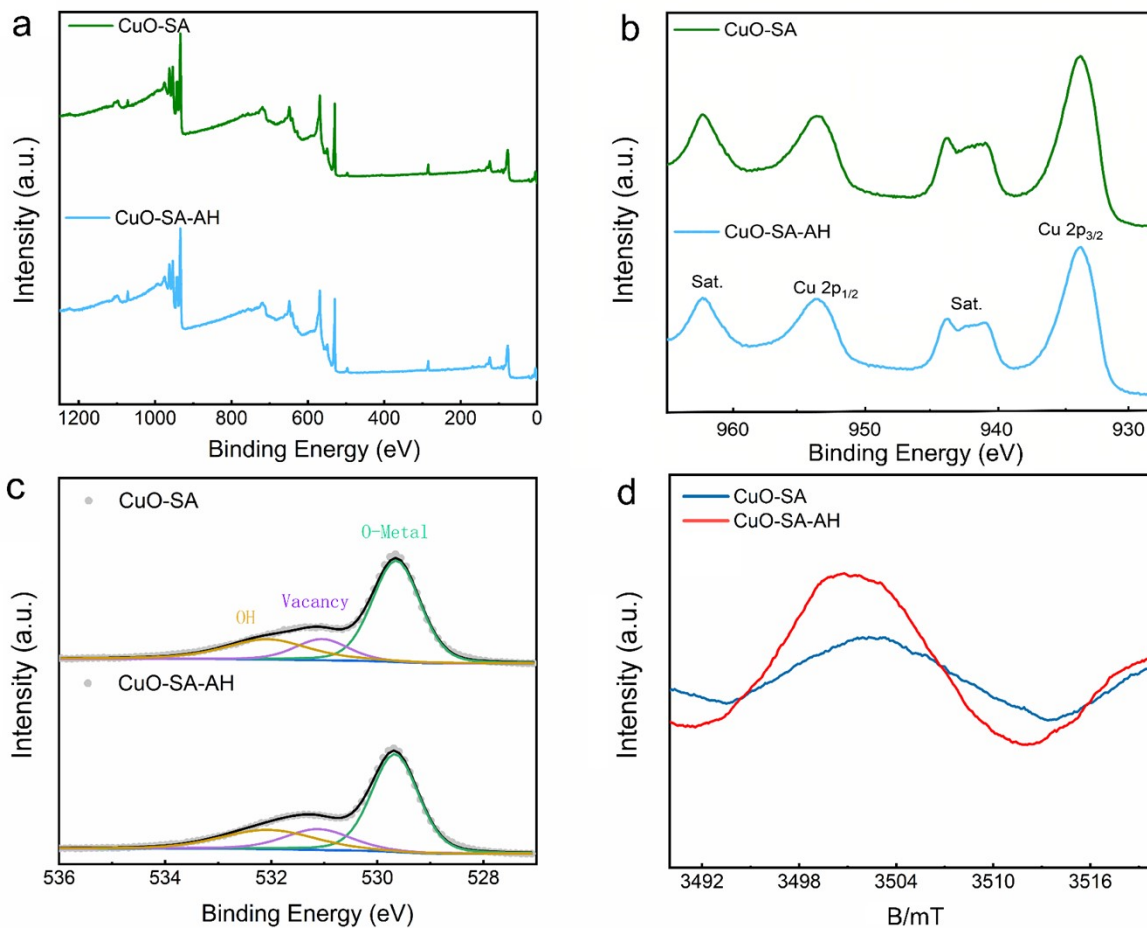 a
CuO-SA
CuO-SA-AH
Intensity (a.u.)
1200 1000 800 600 400 200 0
Binding Energy (eV)
b
CuO-SA
CuO-SA-AH
Cu 2p3/2
Sat.
Cu 2p1/2
Sat.
Intensity (a.u.)
960 950 940 930
Binding Energy (eV)
c
CuO-SA
O-Metal
Vacancy
OH
CuO-SA-AH
Intensity (a.u.)
536 534 532 530 528
Binding Energy (eV)
d
CuO-SA
CuO-SA-AH
Intensity (a.u.)
3492 3498 3504 3510 3516
B/mT